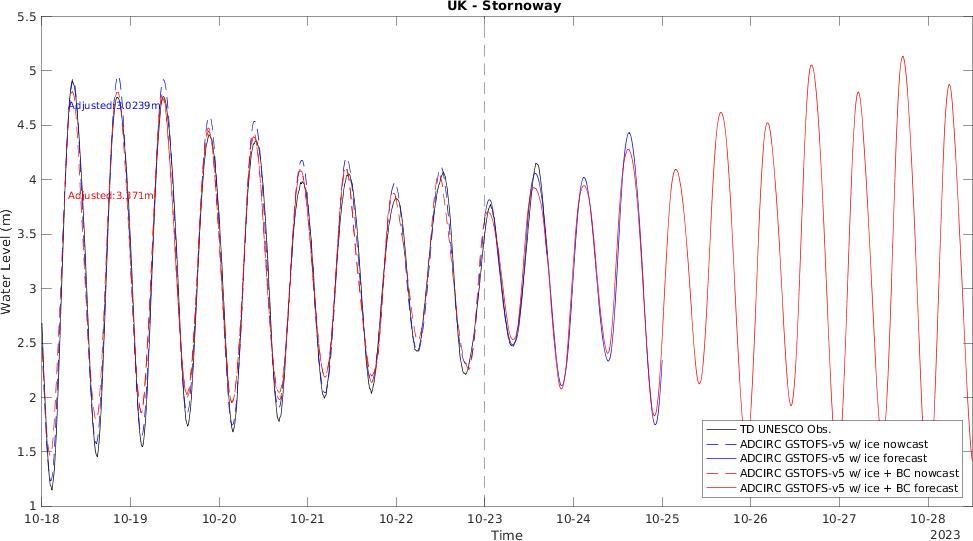 UK - Stornoway
5.5
5
4.5
4
3.5
3
2.5
2
1.5
1
Water Level (m)
Adjusted:3.0239m
Adjusted:3.371m
TD UNESCO Obs.
ADCIRC GSTOFS-v5 w/ ice nowcast
ADCIRC GSTOFS-v5 w/ ice forecast
ADCIRC GSTOFS-v5 w/ ice + BC nowcast
ADCIRC GSTOFS-v5 w/ ice + BC forecast
10-18 10-19 10-20 10-21 10-22 10-23 10-24 10-25 10-26 10-27 10-28
Time
2023